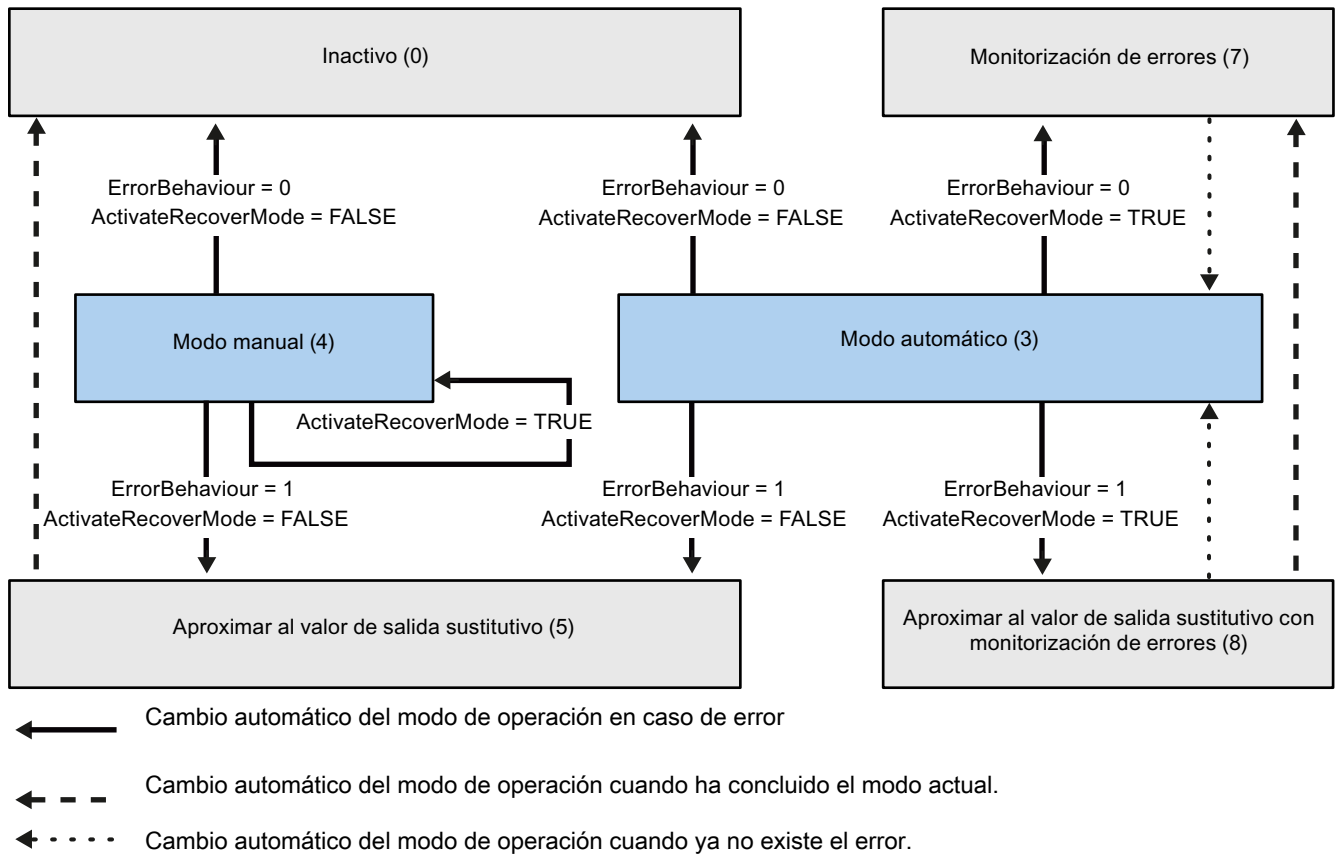 Inactivo (0)
Monitorización de errores (7)
ErrorBehaviour = 0
ActivateRecoverMode = FALSE
ErrorBehaviour = 0
ActivateRecoverMode = FALSE
ErrorBehaviour = 0
ActivateRecoverMode = TRUE
Modo manual (4)
Modo automático (3)
ActivateRecoverMode = TRUE
ErrorBehaviour = 1
ActivateRecoverMode = FALSE
ErrorBehaviour = 1
ActivateRecoverMode = FALSE
ErrorBehaviour = 1
ActivateRecoverMode = TRUE
Aproximar al valor de salida sustitutivo (5)
Aproximar al valor de salida sustitutivo con
monitorización de errores (8)
Cambio automático del modo de operación en caso de error
Cambio automático del modo de operación cuando ha concluido el modo actual.
Cambio automático del modo de operación cuando ya no existe el error.